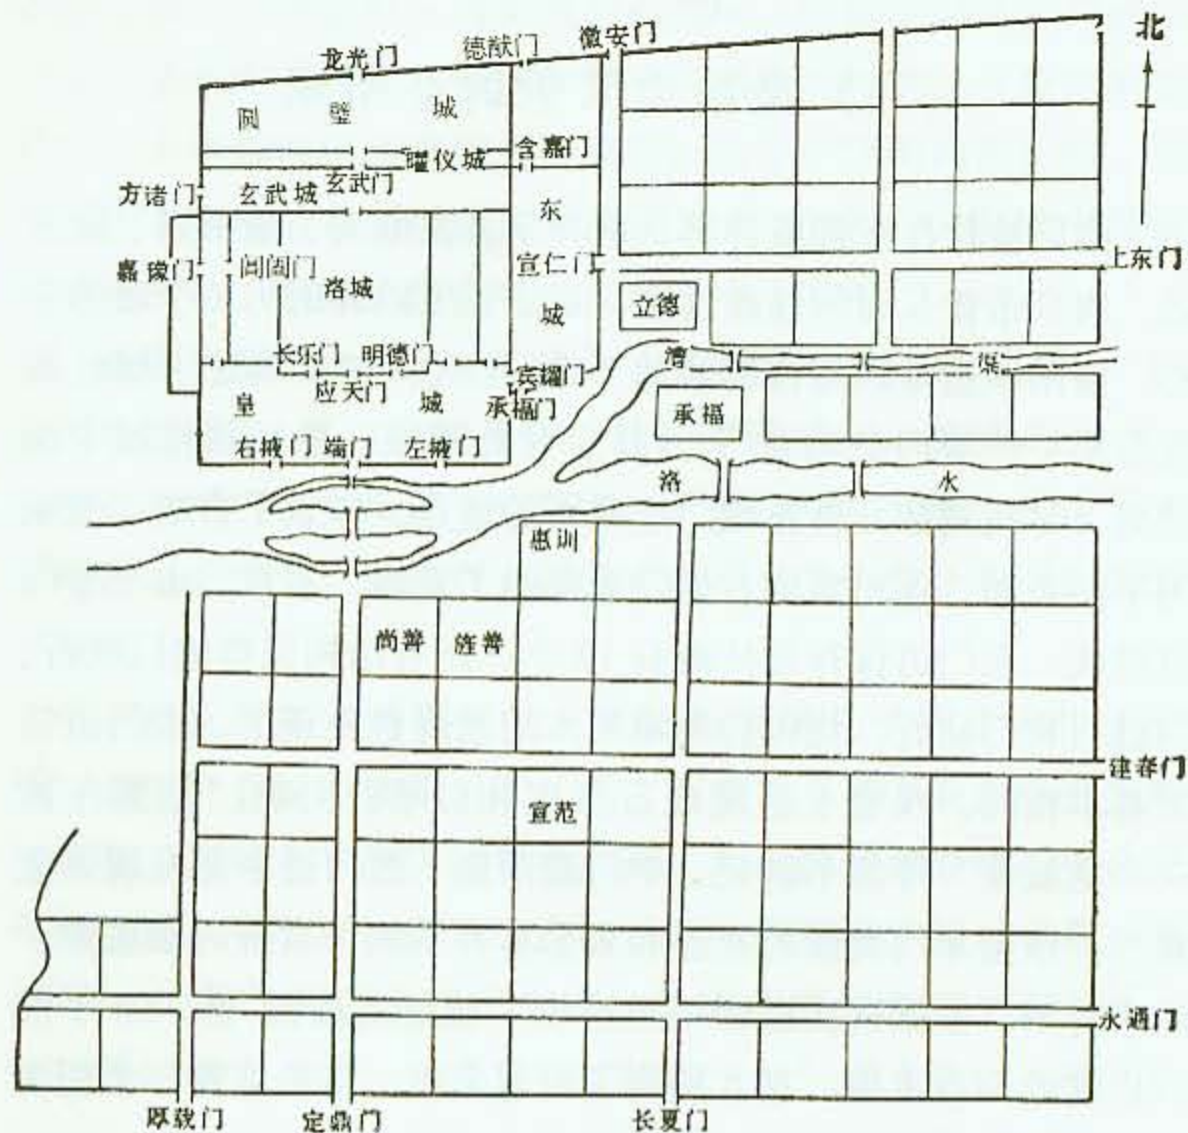 北
龙光门 德猷门 徽安门
圆璧城
曜仪城 含嘉门
方诸门 玄武城 玄武门
东城
嘉豫门 阊阖门 洛城 宣仁门 上东门
立德
长乐门 明德门 宾耀门
漕渠
皇城 应天门 承福门 承福
右掖门 端门 左掖门
洛水
惠训
尚善 旌善
建春门
宣范
永通门
厚载门 定鼎门 长夏门